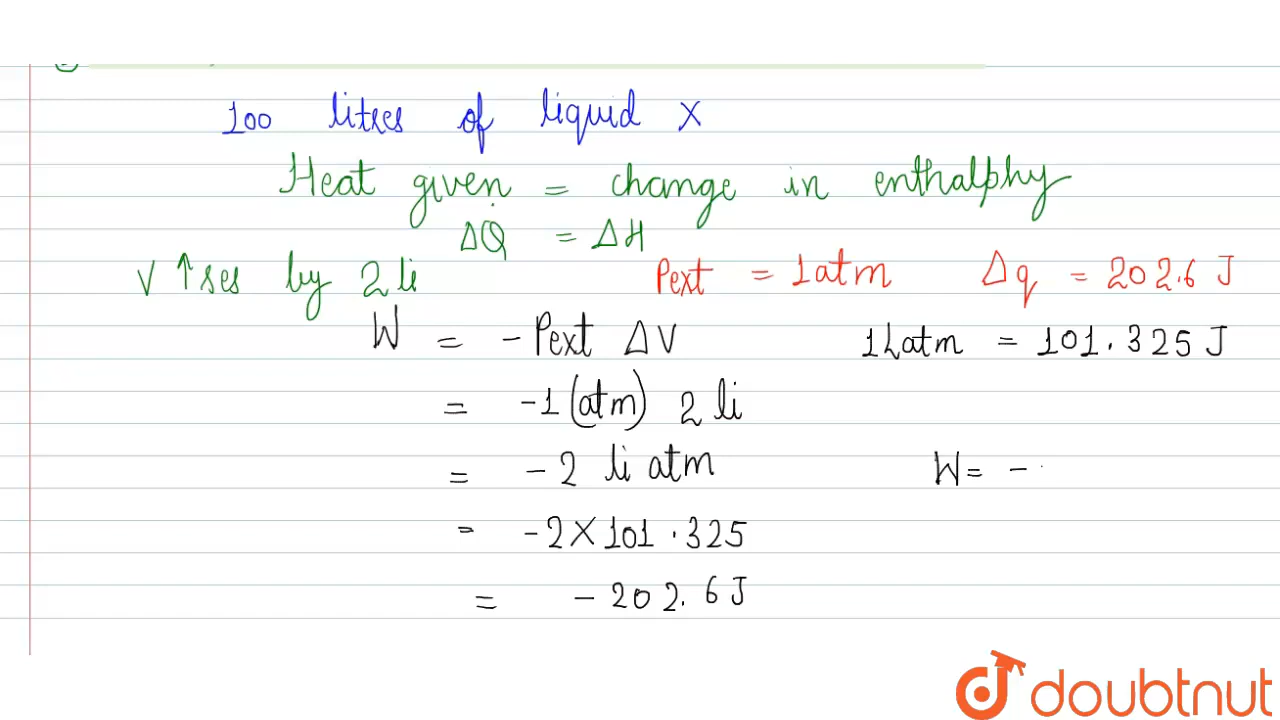 100 litres of liquid X
Heat given = change in enthalphy
ΔQ = ΔH
V ↑ses by 2 li Pext = 1atm Δq = 202.6 J
W = - Pext ΔV 1Latm = 101.325 J
= -1 (atm) 2 li
= -2 li atm W= -
= -2 X 101.325
= - 202.6 J
doubtnut